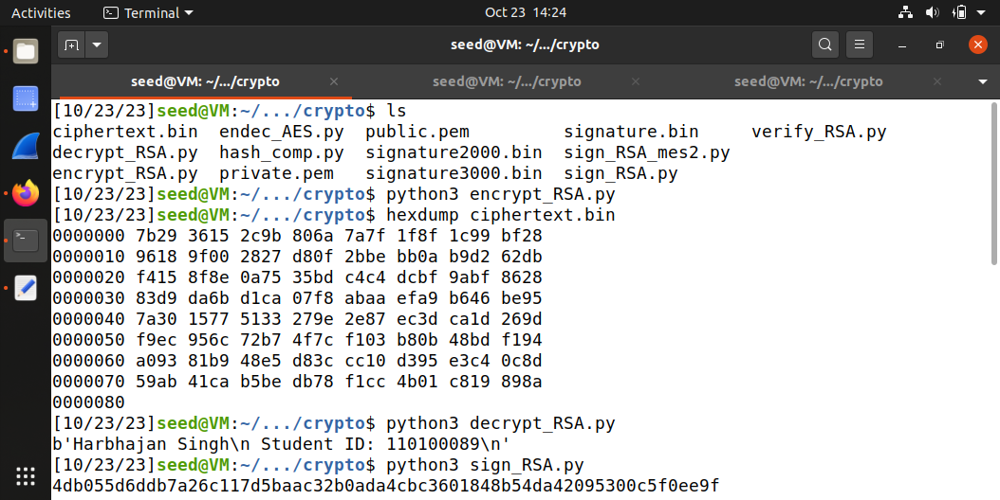 Activities Terminal Oct 23 14:24
seed@VM: ~/.../crypto
seed@VM: ~/.../crypto seed@VM: ~/.../crypto seed@VM: ~/.../crypto
[10/23/23]seed@VM:~/.../crypto$ ls
ciphertext.bin endec_AES.py public.pem signature.bin verify_RSA.py
decrypt_RSA.py hash_comp.py signature2000.bin sign_RSA_mes2.py
encrypt_RSA.py private.pem signature3000.bin sign_RSA.py
[10/23/23]seed@VM:~/.../crypto$ python3 encrypt_RSA.py
[10/23/23]seed@VM:~/.../crypto$ hexdump ciphertext.bin
0000000 7b29 3615 2c9b 806a 7a7f 1f8f 1c99 bf28
0000010 9618 9f00 2827 d80f 2bbe bb0a b9d2 62db
0000020 f415 8f8e 0a75 35bd c4c4 dcbf 9abf 8628
0000030 83d9 da6b d1ca 07f8 abaa efa9 b646 be95
0000040 7a30 1577 5133 279e 2e87 ec3d ca1d 269d
0000050 f9ec 956c 72b7 4f7c f103 b80b 48bd f194
0000060 a093 81b9 48e5 d83c cc10 d395 e3c4 0c8d
0000070 59ab 41ca b5be db78 f1cc 4b01 c819 898a
0000080
[10/23/23]seed@VM:~/.../crypto$ python3 decrypt_RSA.py
b'Harbhajan Singh\n Student ID: 110100089\n'
[10/23/23]seed@VM:~/.../crypto$ python3 sign_RSA.py
4db055d6ddb7a26c117d5baac32b0ada4cbc3601848b54da42095300c5f0ee9f